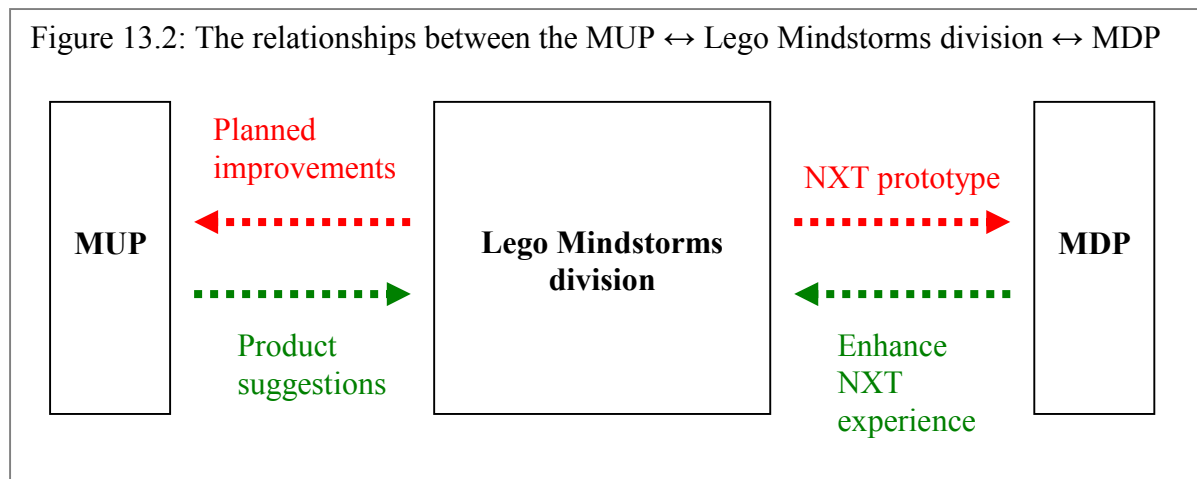 Figure 13.2: The relationships between the MUP ↔ Lego Mindstorms division ↔ MDP
Planned
improvements
NXT prototype
MUP
Lego Mindstorms
division
MDP
Product
suggestions
Enhance
NXT
experience